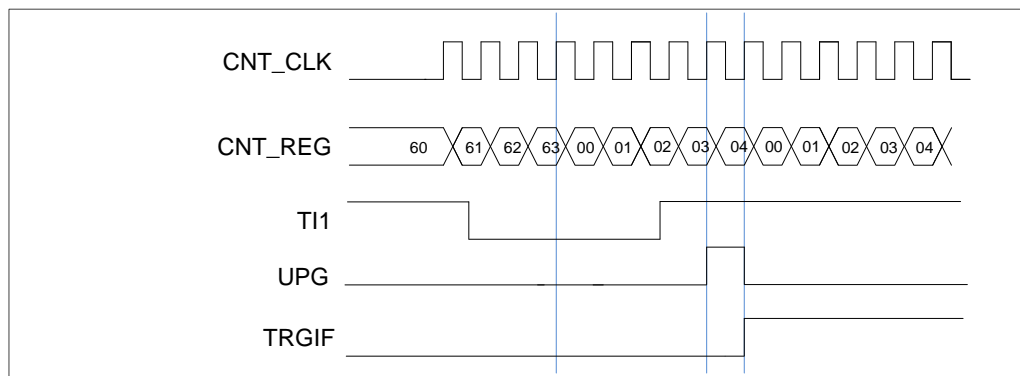 CNT_CLK
CNT_REG 60 61 62 63 00 01 02 03 04 00 01 02 03 04
TI1
UPG
TRGIF